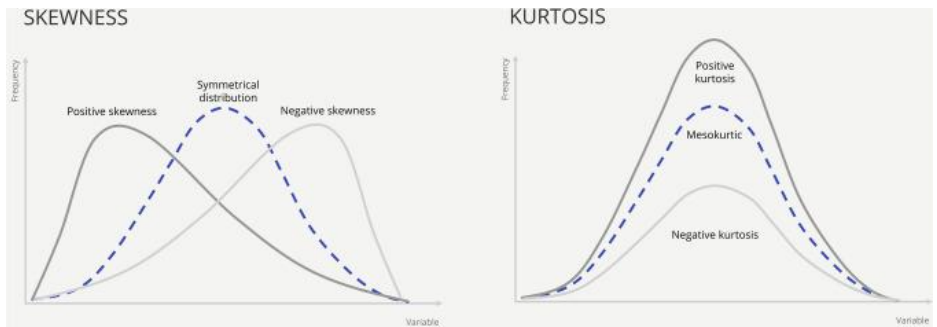 SKEWNESS
Frequency
Positive skewness
Symmetrical
distribution
Negative skewness
Variable
KURTOSIS
Frequency
Positive
kurtosis
Mesokurtic
Negative kurtosis
Variable